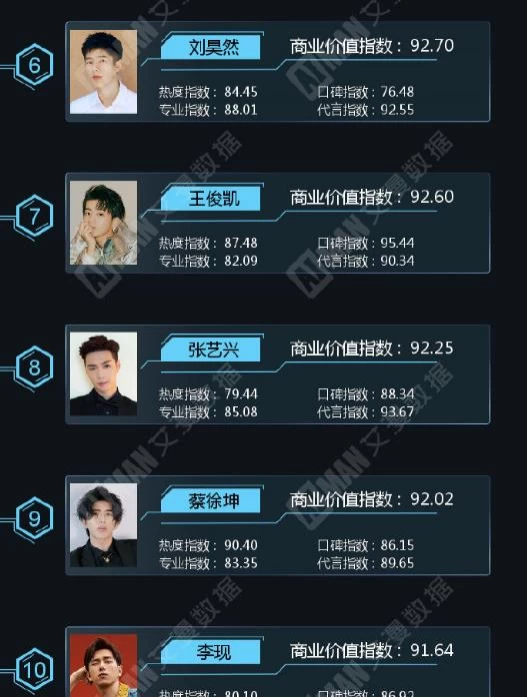 6
刘昊然 商业价值指数: 92.70
热度指数: 84.45 口碑指数: 76.48
专业指数: 88.01 代言指数: 92.55
7
王俊凯 商业价值指数: 92.60
热度指数: 87.48 口碑指数: 95.44
专业指数: 82.09 代言指数: 90.34
8
张艺兴 商业价值指数: 92.25
热度指数: 79.44 口碑指数: 88.34
专业指数: 85.08 代言指数: 93.67
9
蔡徐坤 商业价值指数: 92.02
热度指数: 90.40 口碑指数: 86.15
专业指数: 83.35 代言指数: 89.65
10
李现 商业价值指数: 91.64
热度指数: 80.10 口碑指数: 86.92
艾漫数据